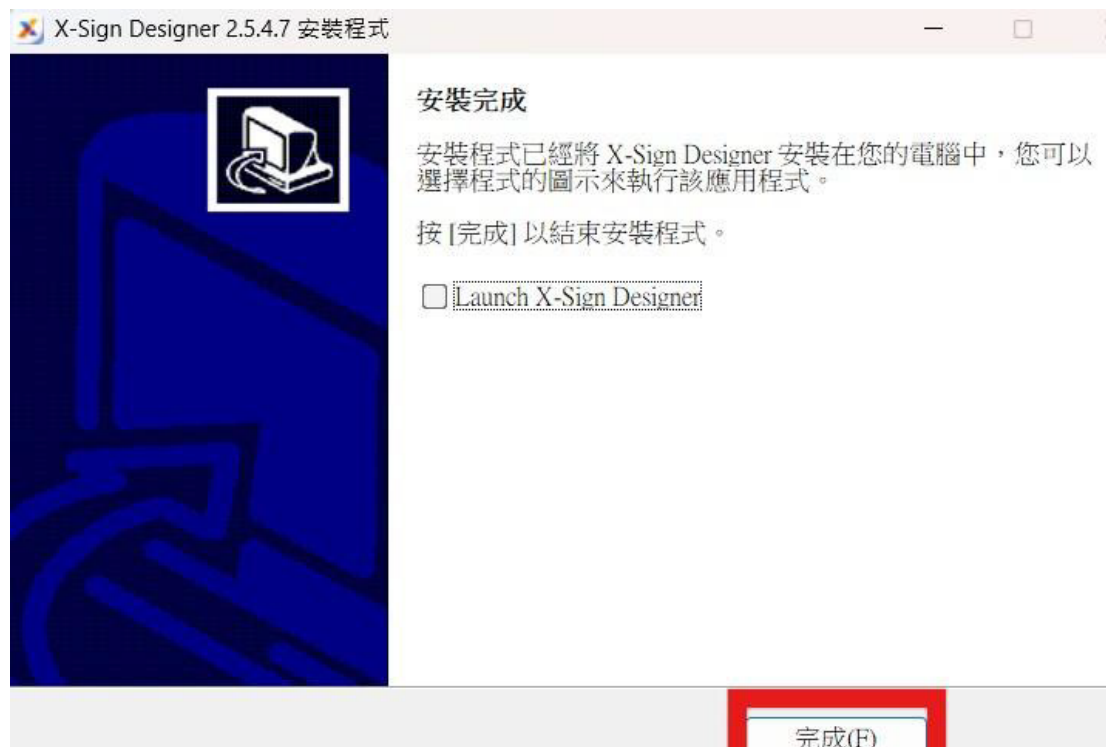 X-Sign Designer 2.5.4.7 安裝程式
安裝完成
安裝程式已經將 X-Sign Designer 安裝在您的電腦中，您可以
選擇程式的圖示來執行該應用程式。
按 [完成] 以結束安裝程式。
Launch X-Sign Designer
完成(F)